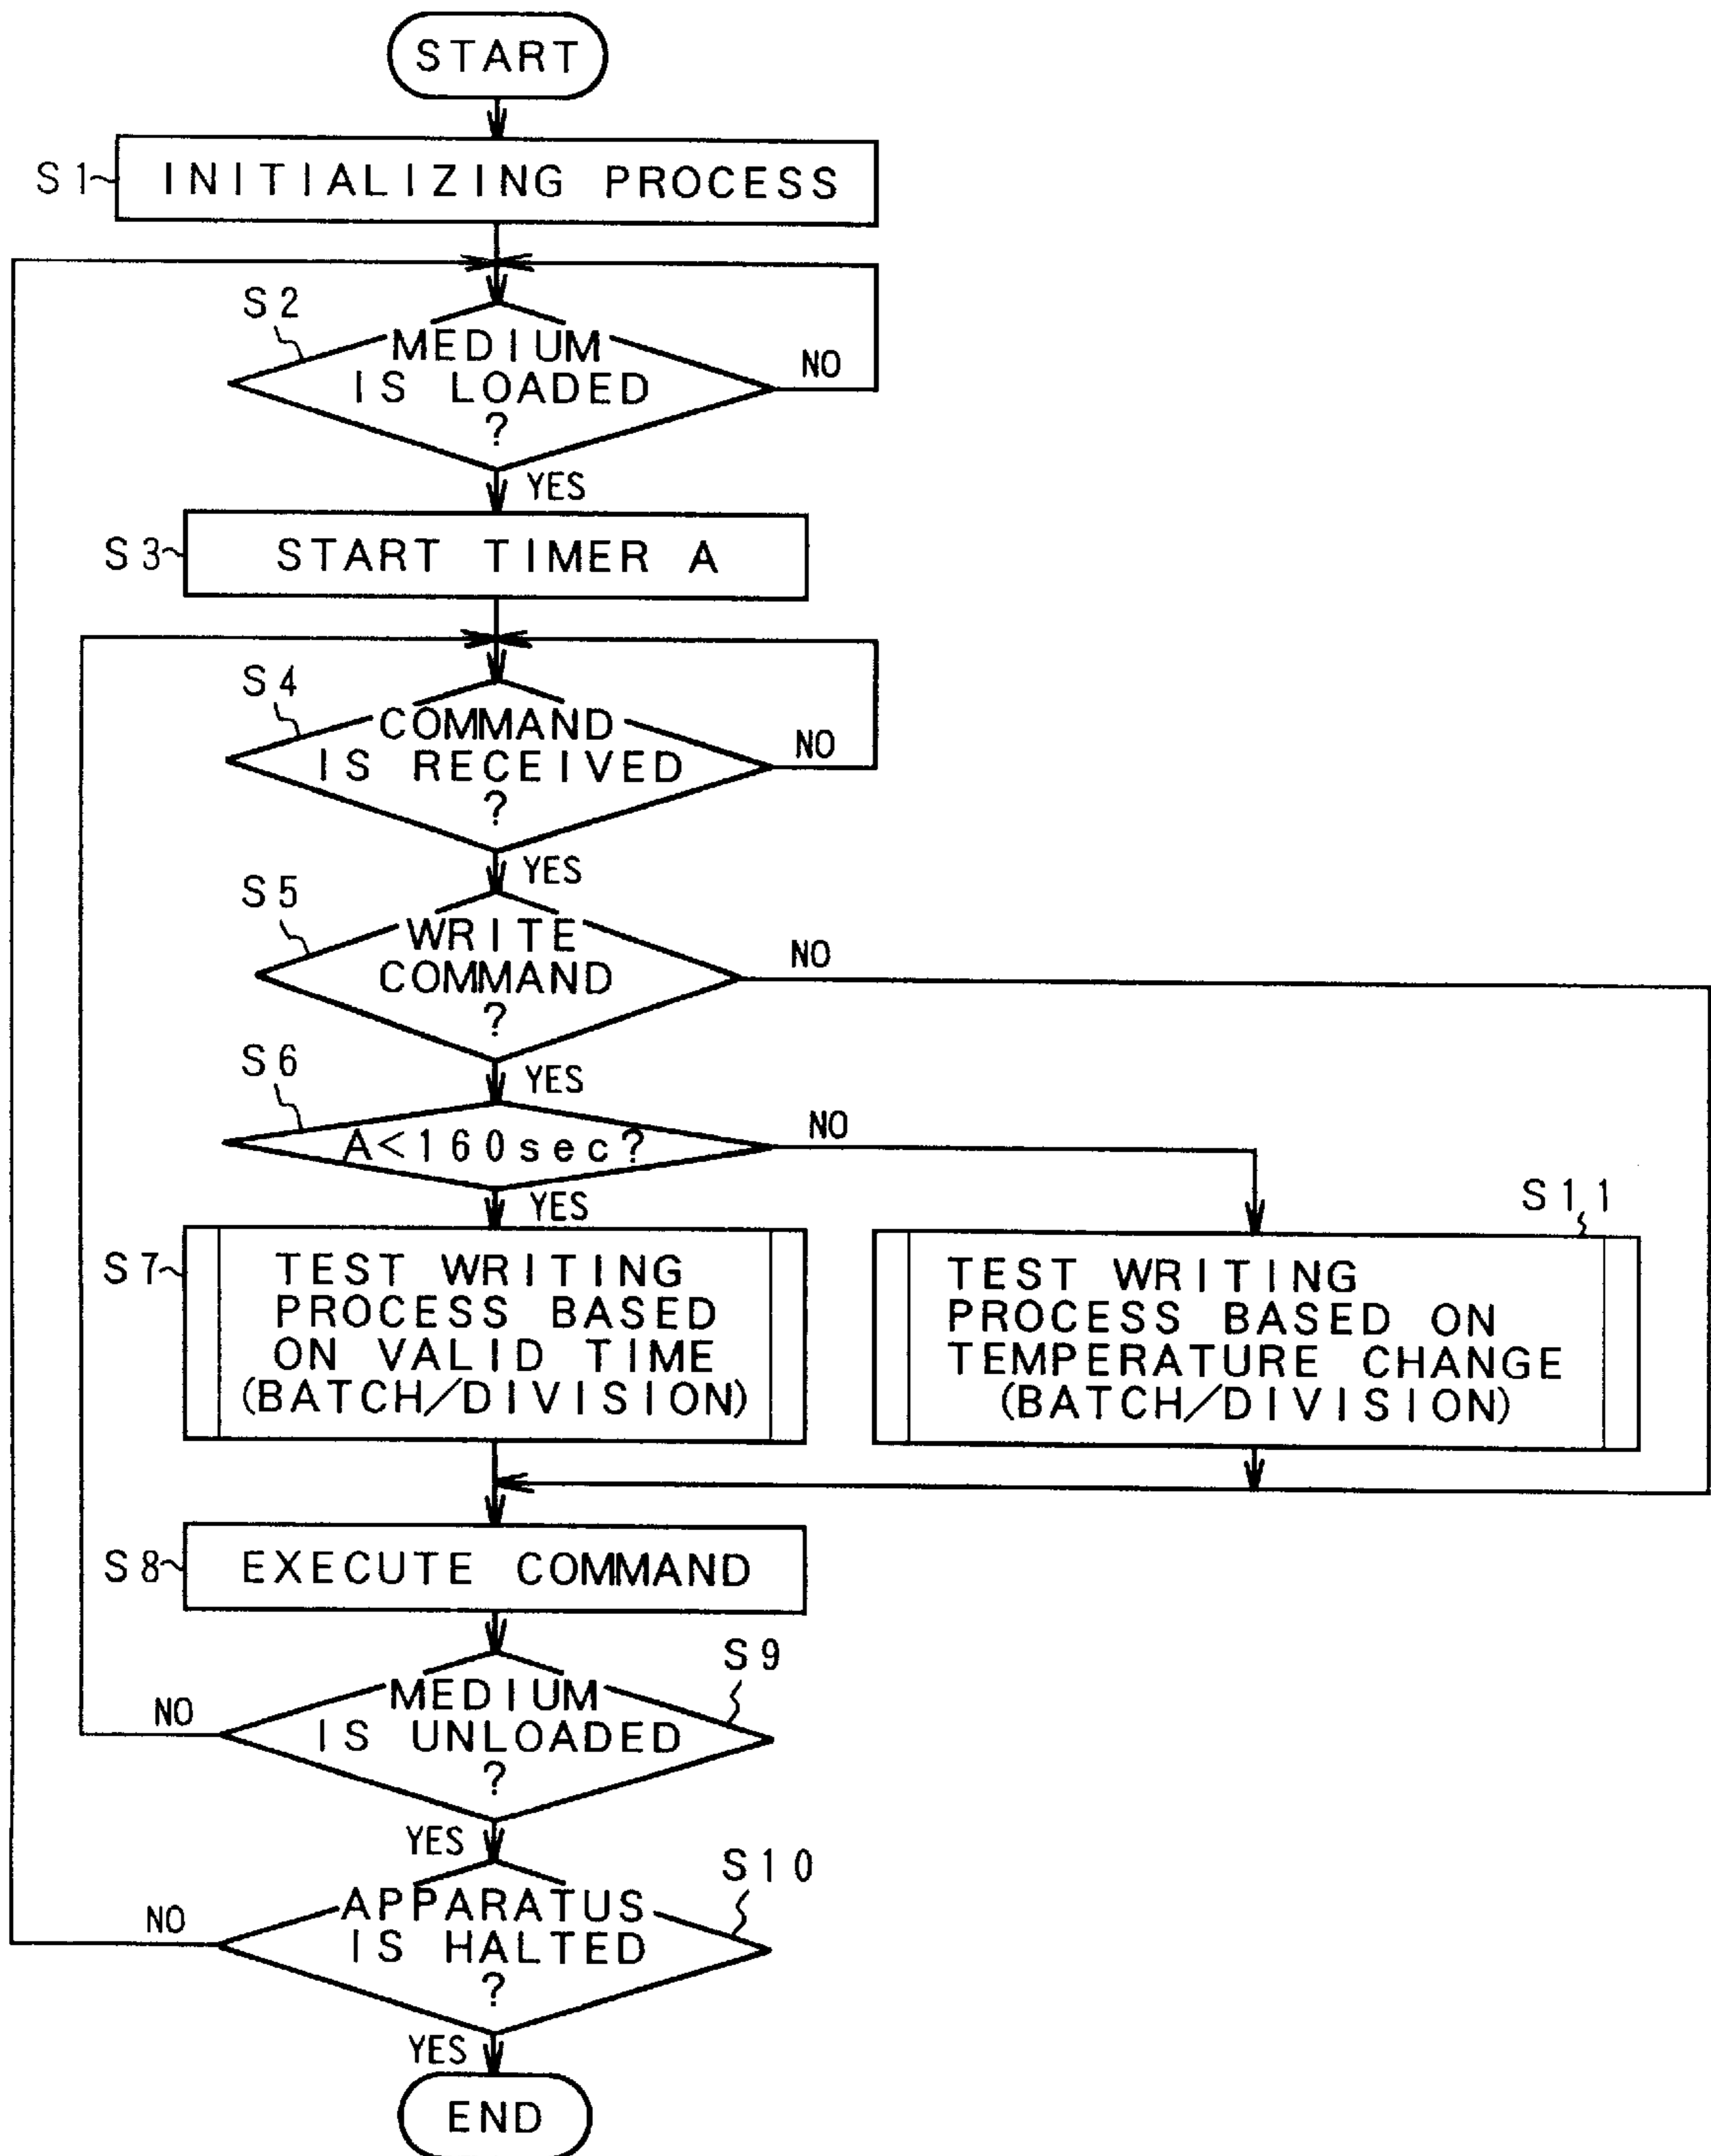 START
S1
INITIALIZING PROCESS
S2
MEDIUM
IS LOADED
?
NO
YES
S3
START TIMER A
S4
COMMAND
IS RECEIVED
?
NO
YES
S5
WRITE
COMMAND
?
NO
YES
S6
A<160sec?
NO
YES
S7
TEST WRITING
PROCESS BASED
ON VALID TIME
(BATCH/DIVISION)
S11
TEST WRITING
PROCESS BASED ON
TEMPERATURE CHANGE
(BATCH/DIVISION)
S8
EXECUTE COMMAND
S9
MEDIUM
IS UNLOADED
?
NO
YES
S10
APPARATUS
IS HALTED
?
NO
YES
END